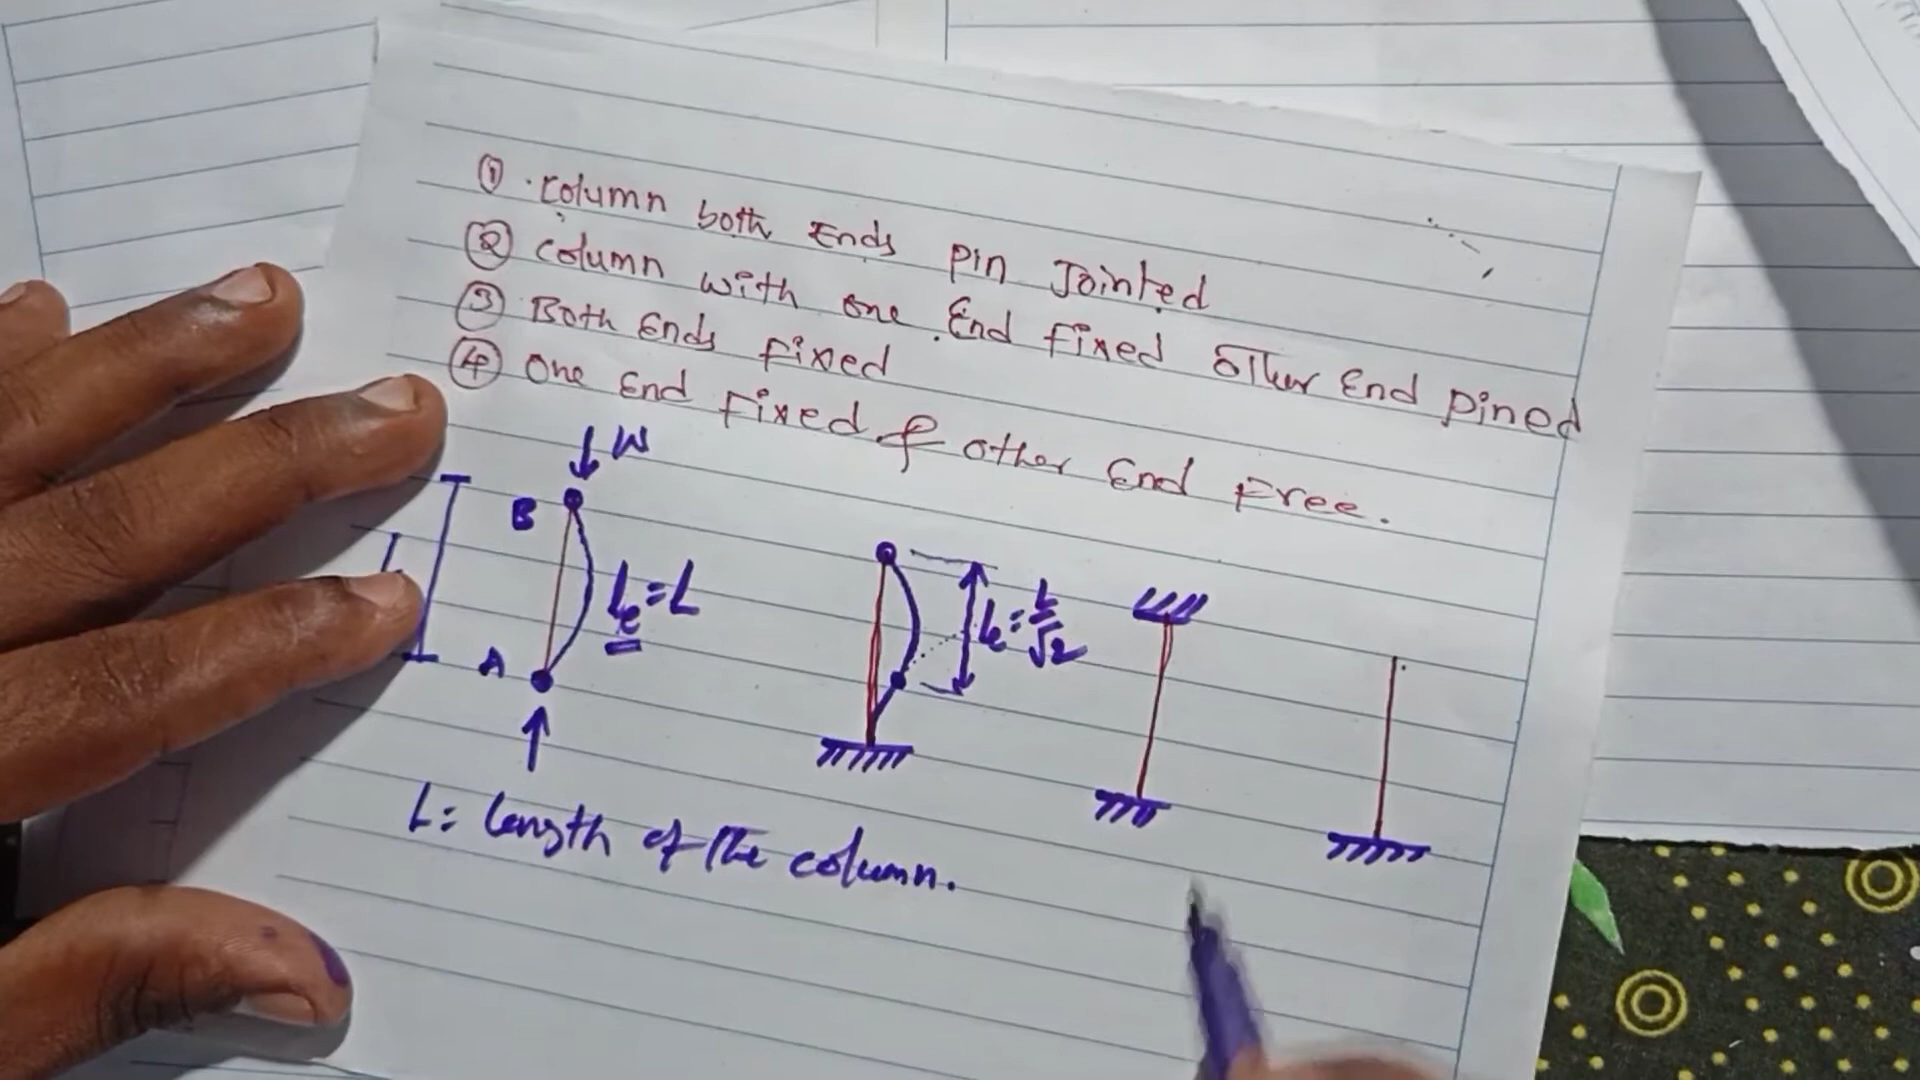 ① column both Ends Pin Jointed
② column with one End fixed other End Pined
③ Both Ends fixed
④ One End Fixed & other End Free.
W
B
Le = L
Le = L/√2
A
L = Length of the column.